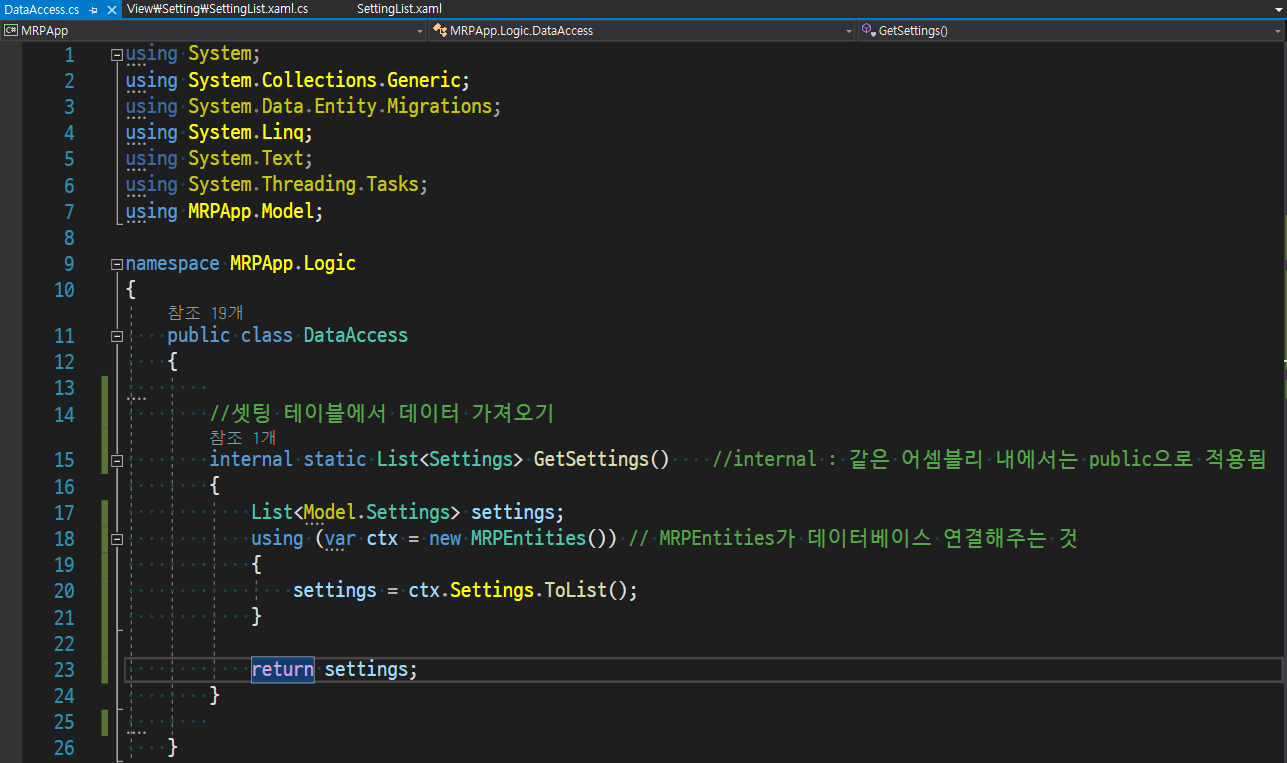 DataAccess.cs View₩Setting₩SettingList.xaml.cs SettingList.xaml
C# MRPApp MRPApp.Logic.DataAccess GetSettings()
1 using System;
2 using System.Collections.Generic;
3 using System.Data.Entity.Migrations;
4 using System.Linq;
5 using System.Text;
6 using System.Threading.Tasks;
7 using MRPApp.Model;
8
9 namespace MRPApp.Logic
10 {
참조 19개
11 public class DataAccess
12 {
13
14 //셋팅 테이블에서 데이터 가져오기
참조 1개
15 internal static List<Settings> GetSettings() //internal : 같은 어셈블리 내에서는 public으로 적용됨
16 {
17 List<Model.Settings> settings;
18 using (var ctx = new MRPEntities()) // MRPEntities가 데이터베이스 연결해주는 것
19 {
20 settings = ctx.Settings.ToList();
21 }
22
23 return settings;
24 }
25
26 }